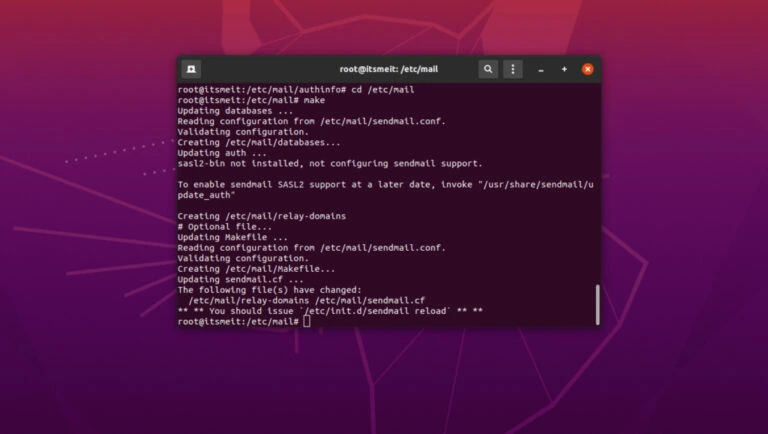 root@itsmeit: /etc/mail
root@itsmeit:/etc/mail/authinfo# cd /etc/mail
root@itsmeit:/etc/mail# make
Updating databases ...
Reading configuration from /etc/mail/sendmail.conf.
Validating configuration.
Creating /etc/mail/databases...
Updating auth ...
sasl2-bin not installed, not configuring sendmail support.
To enable sendmail SASL2 support at a later date, invoke "/usr/share/sendmail/u
pdate_auth"
Creating /etc/mail/relay-domains
# Optional file...
Updating Makefile ...
Reading configuration from /etc/mail/sendmail.conf.
Validating configuration.
Creating /etc/mail/Makefile...
Updating sendmail.cf ...
The following file(s) have changed:
  /etc/mail/relay-domains /etc/mail/sendmail.cf
** ** You should issue `/etc/init.d/sendmail reload` ** **
root@itsmeit:/etc/mail#